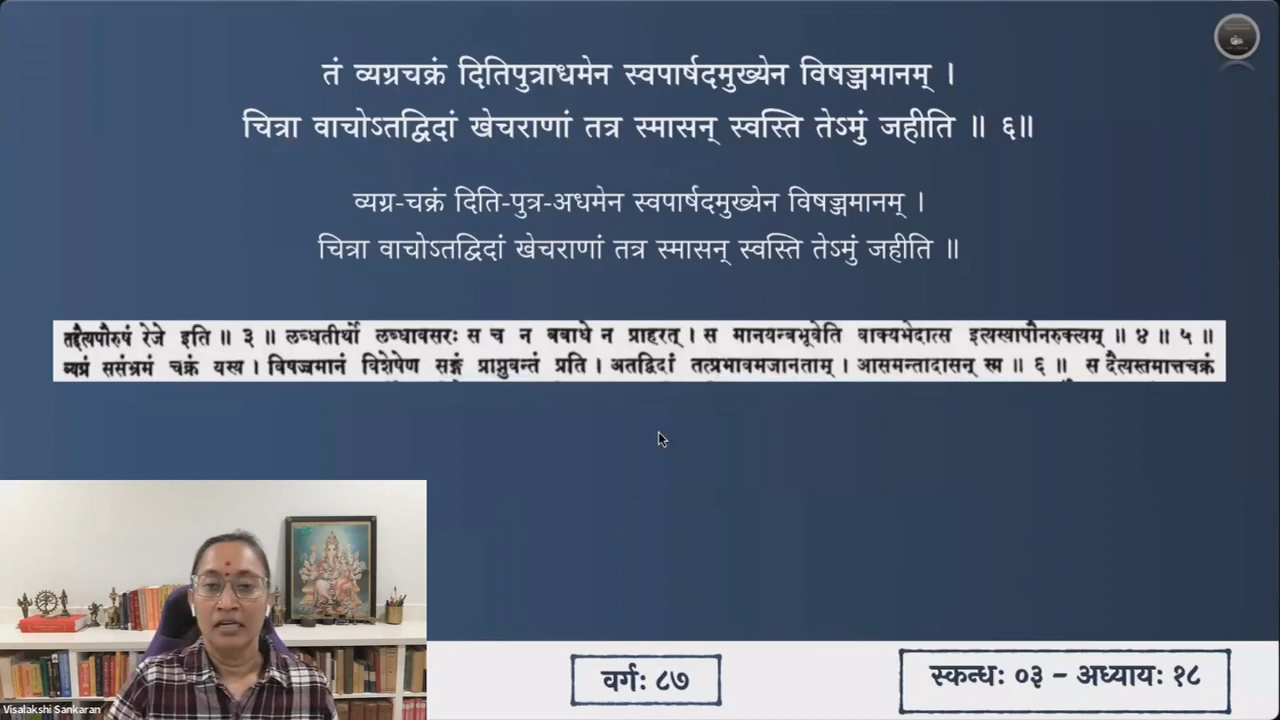 तं व्यग्रचक्रं दितिपुत्राधमेन स्वपार्षदमुख्येन विषज्जमानम् ।
चित्रा वाचोऽतद्विदां खेचराणां तत्र स्मासन् स्वस्ति तेऽमुं जहीति ॥ ६॥
व्यग्र-चक्रं दिति-पुत्र-अधमेन स्वपार्षदमुख्येन विषज्जमानम् ।
चित्रा वाचोऽतद्विदां खेचराणां तत्र स्मासन् स्वस्ति तेऽमुं जहीति ॥
तद्दैत्यपौरुषं रेजे इति ॥ ३ ॥ लब्धतीर्थो लब्धावसरः स च न बबाधे न प्राहरत् । स मानयन्बभूवेति वाक्यभेदात्स इत्यस्यापौनरुक्त्यम् ॥ ४ ॥ ५ ॥
व्यग्रं ससंभ्रमं चक्रं यस्य । विषज्जमानं विशेषेण सङ्गं प्राप्नुवन्तं प्रति । अतद्विदां तत्प्रभावमजानताम् । आसमन्तादासन् स्म ॥ ६ ॥ स दैत्यस्तमात्तचक्रं
Visalakshi Sankaran
वर्गः ८७
स्कन्धः ०३ – अध्यायः १८